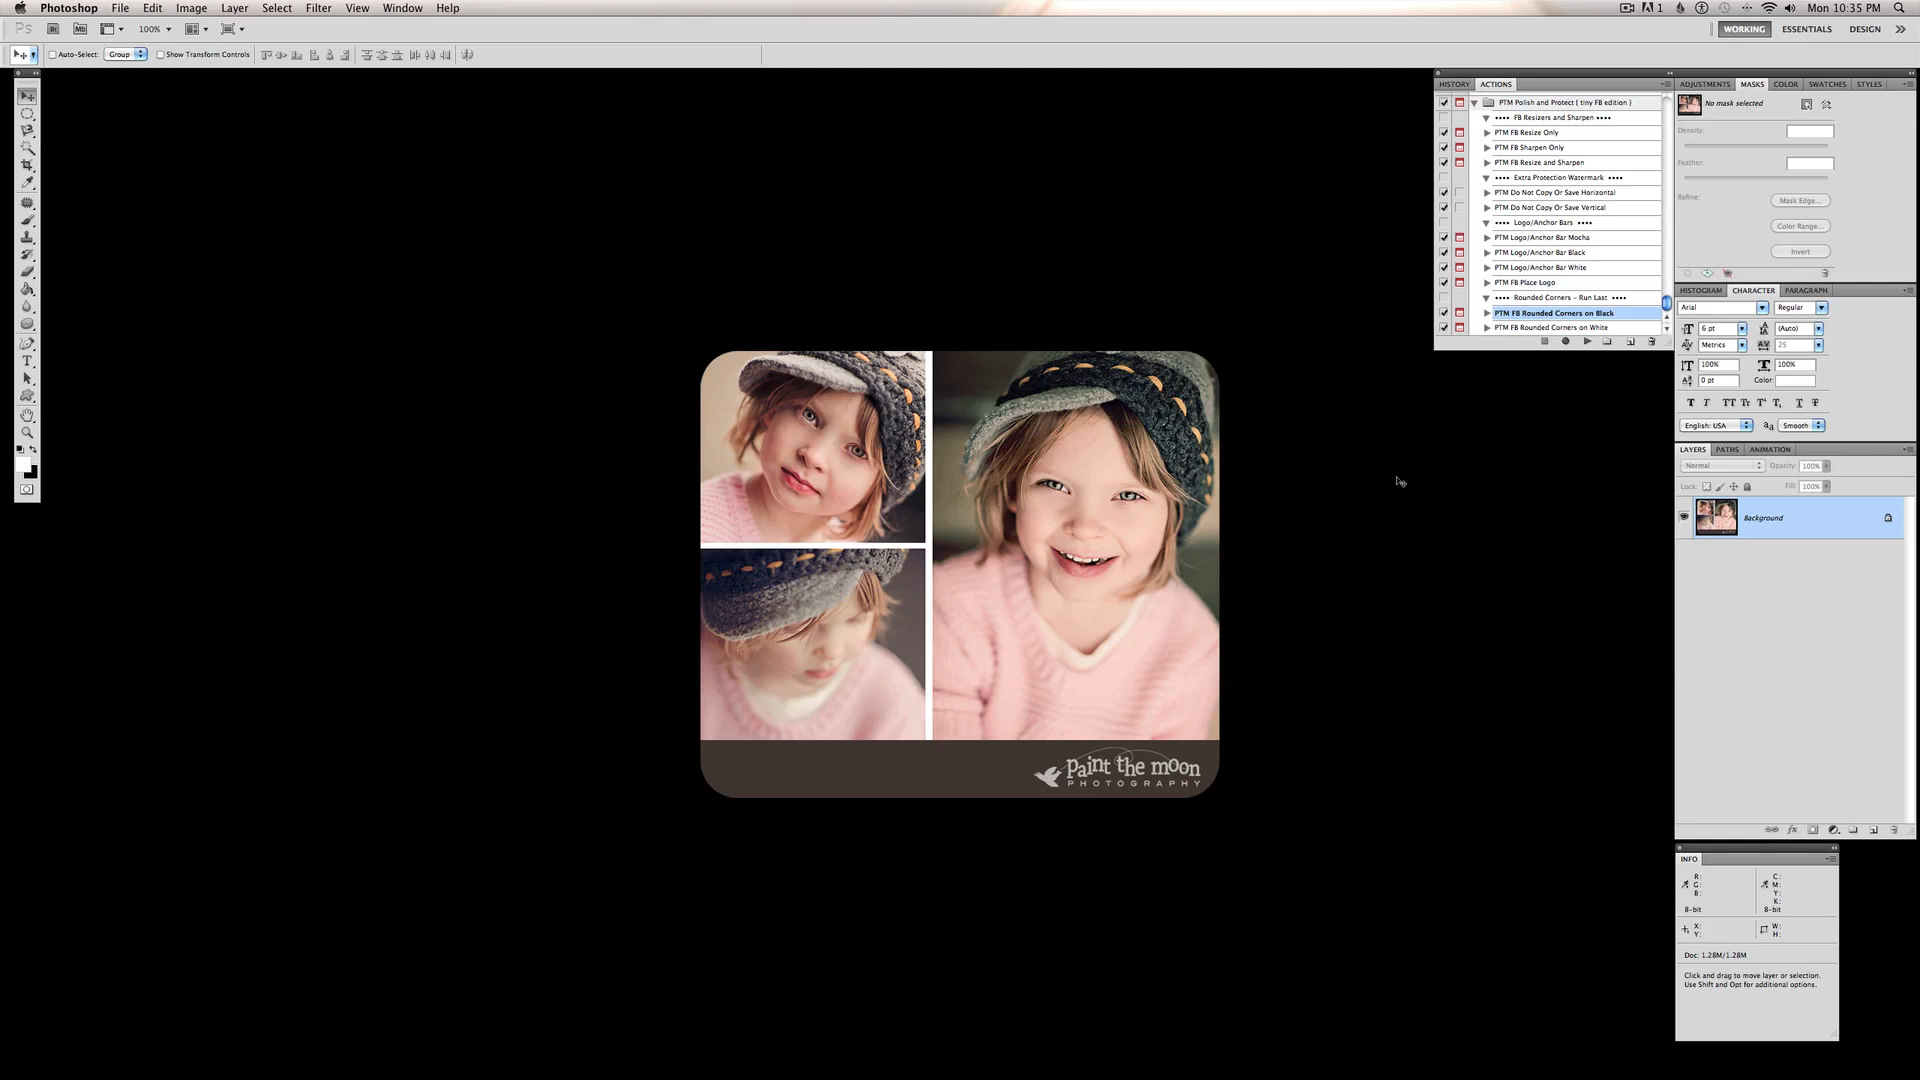 Photoshop File Edit Image Layer Select Filter View Window Help
1 Mon 10:35 PM
Ps Br Mb 100% WORKING ESSENTIALS DESIGN
Auto-Select: Group Show Transform Controls
HISTORY ACTIONS
PTM Polish and Protect [ tiny FB edition ]
•••• FB Resizers and Sharpen ••••
PTM FB Resize Only
PTM FB Sharpen Only
PTM FB Resize and Sharpen
•••• Extra Protection Watermark ••••
PTM Do Not Copy Or Save Horizontal
PTM Do Not Copy Or Save Vertical
•••• Logo/Anchor Bars ••••
PTM Logo/Anchor Bar Mocha
PTM Logo/Anchor Bar Black
PTM Logo/Anchor Bar White
PTM FB Place Logo
•••• Rounded Corners - Run Last ••••
PTM FB Rounded Corners on Black
PTM FB Rounded Corners on White
ADJUSTMENTS MASKS COLOR SWATCHES STYLES
No mask selected
Density:
Feather:
Refine:
Mask Edge...
Color Range...
Invert
HISTOGRAM CHARACTER PARAGRAPH
Arial Regular
6 pt (Auto)
Metrics 25
100% 100%
0 pt Color:
English: USA Smooth
LAYERS PATHS ANIMATION
Normal Opacity: 100%
Lock: Fill: 100%
Background
paint the moon
PHOTOGRAPHY
INFO
R: C:
G: M:
B: Y:
K:
8-bit 8-bit
X: W:
Y: H:
Doc: 1.28M/1.28M
Click and drag to move layer or selection.
Use Shift and Opt for additional options.